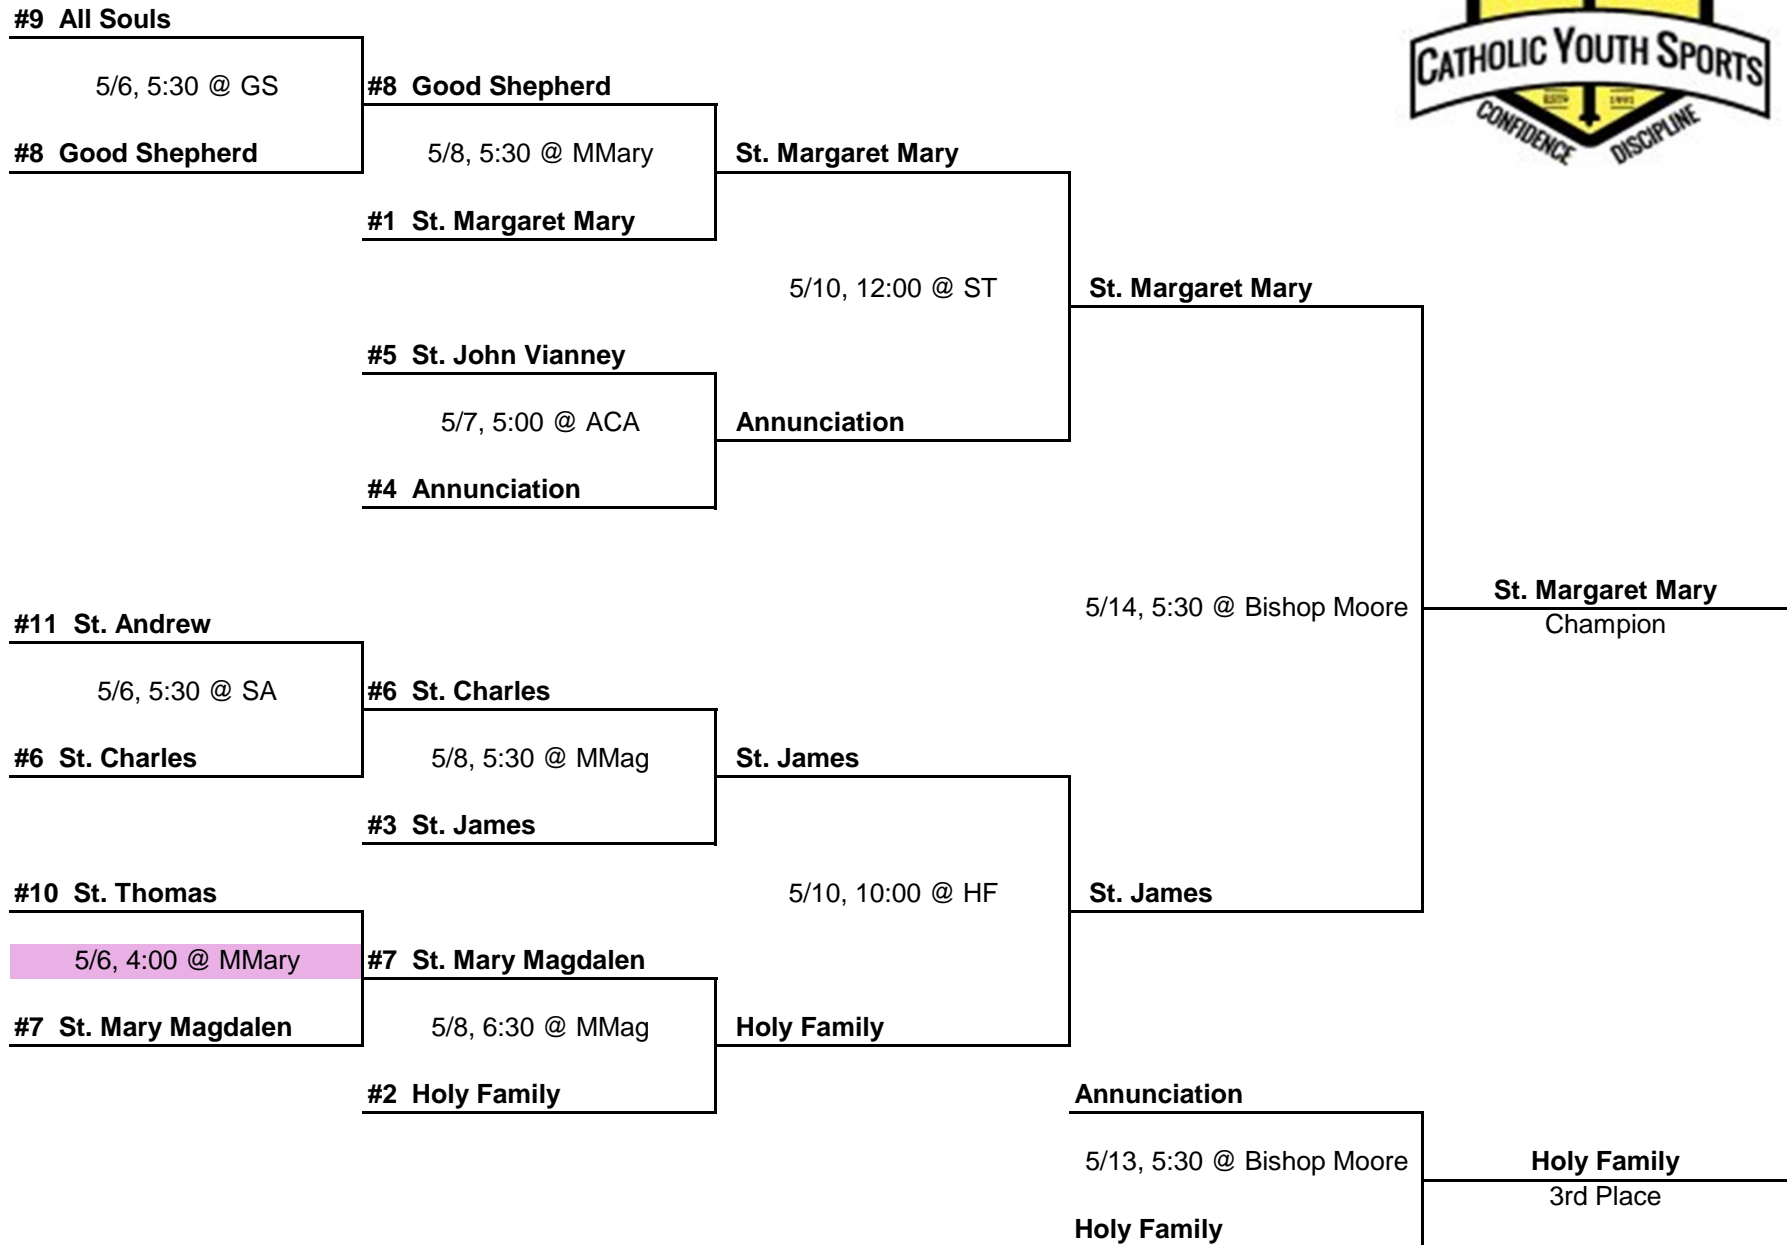 #9 All Souls
5/6, 5:30 @ GS
#8 Good Shepherd
#8 Good Shepherd
5/8, 5:30 @ MMary
#1 St. Margaret Mary
St. Margaret Mary
5/10, 12:00 @ ST
#5 St. John Vianney
5/7, 5:00 @ ACA
#4 Annunciation
Annunciation
St. Margaret Mary
5/14, 5:30 @ Bishop Moore
St. Margaret Mary
Champion
#11 St. Andrew
5/6, 5:30 @ SA
#6 St. Charles
#6 St. Charles
5/8, 5:30 @ MMag
#3 St. James
St. James
5/10, 10:00 @ HF
St. James
#10 St. Thomas
5/6, 4:00 @ MMary
#7 St. Mary Magdalen
#7 St. Mary Magdalen
5/8, 6:30 @ MMag
#2 Holy Family
Holy Family
Annunciation
5/13, 5:30 @ Bishop Moore
Holy Family
Holy Family
3rd Place
CATHOLIC YOUTH SPORTS
CONFIDENCE
DISCIPLINE